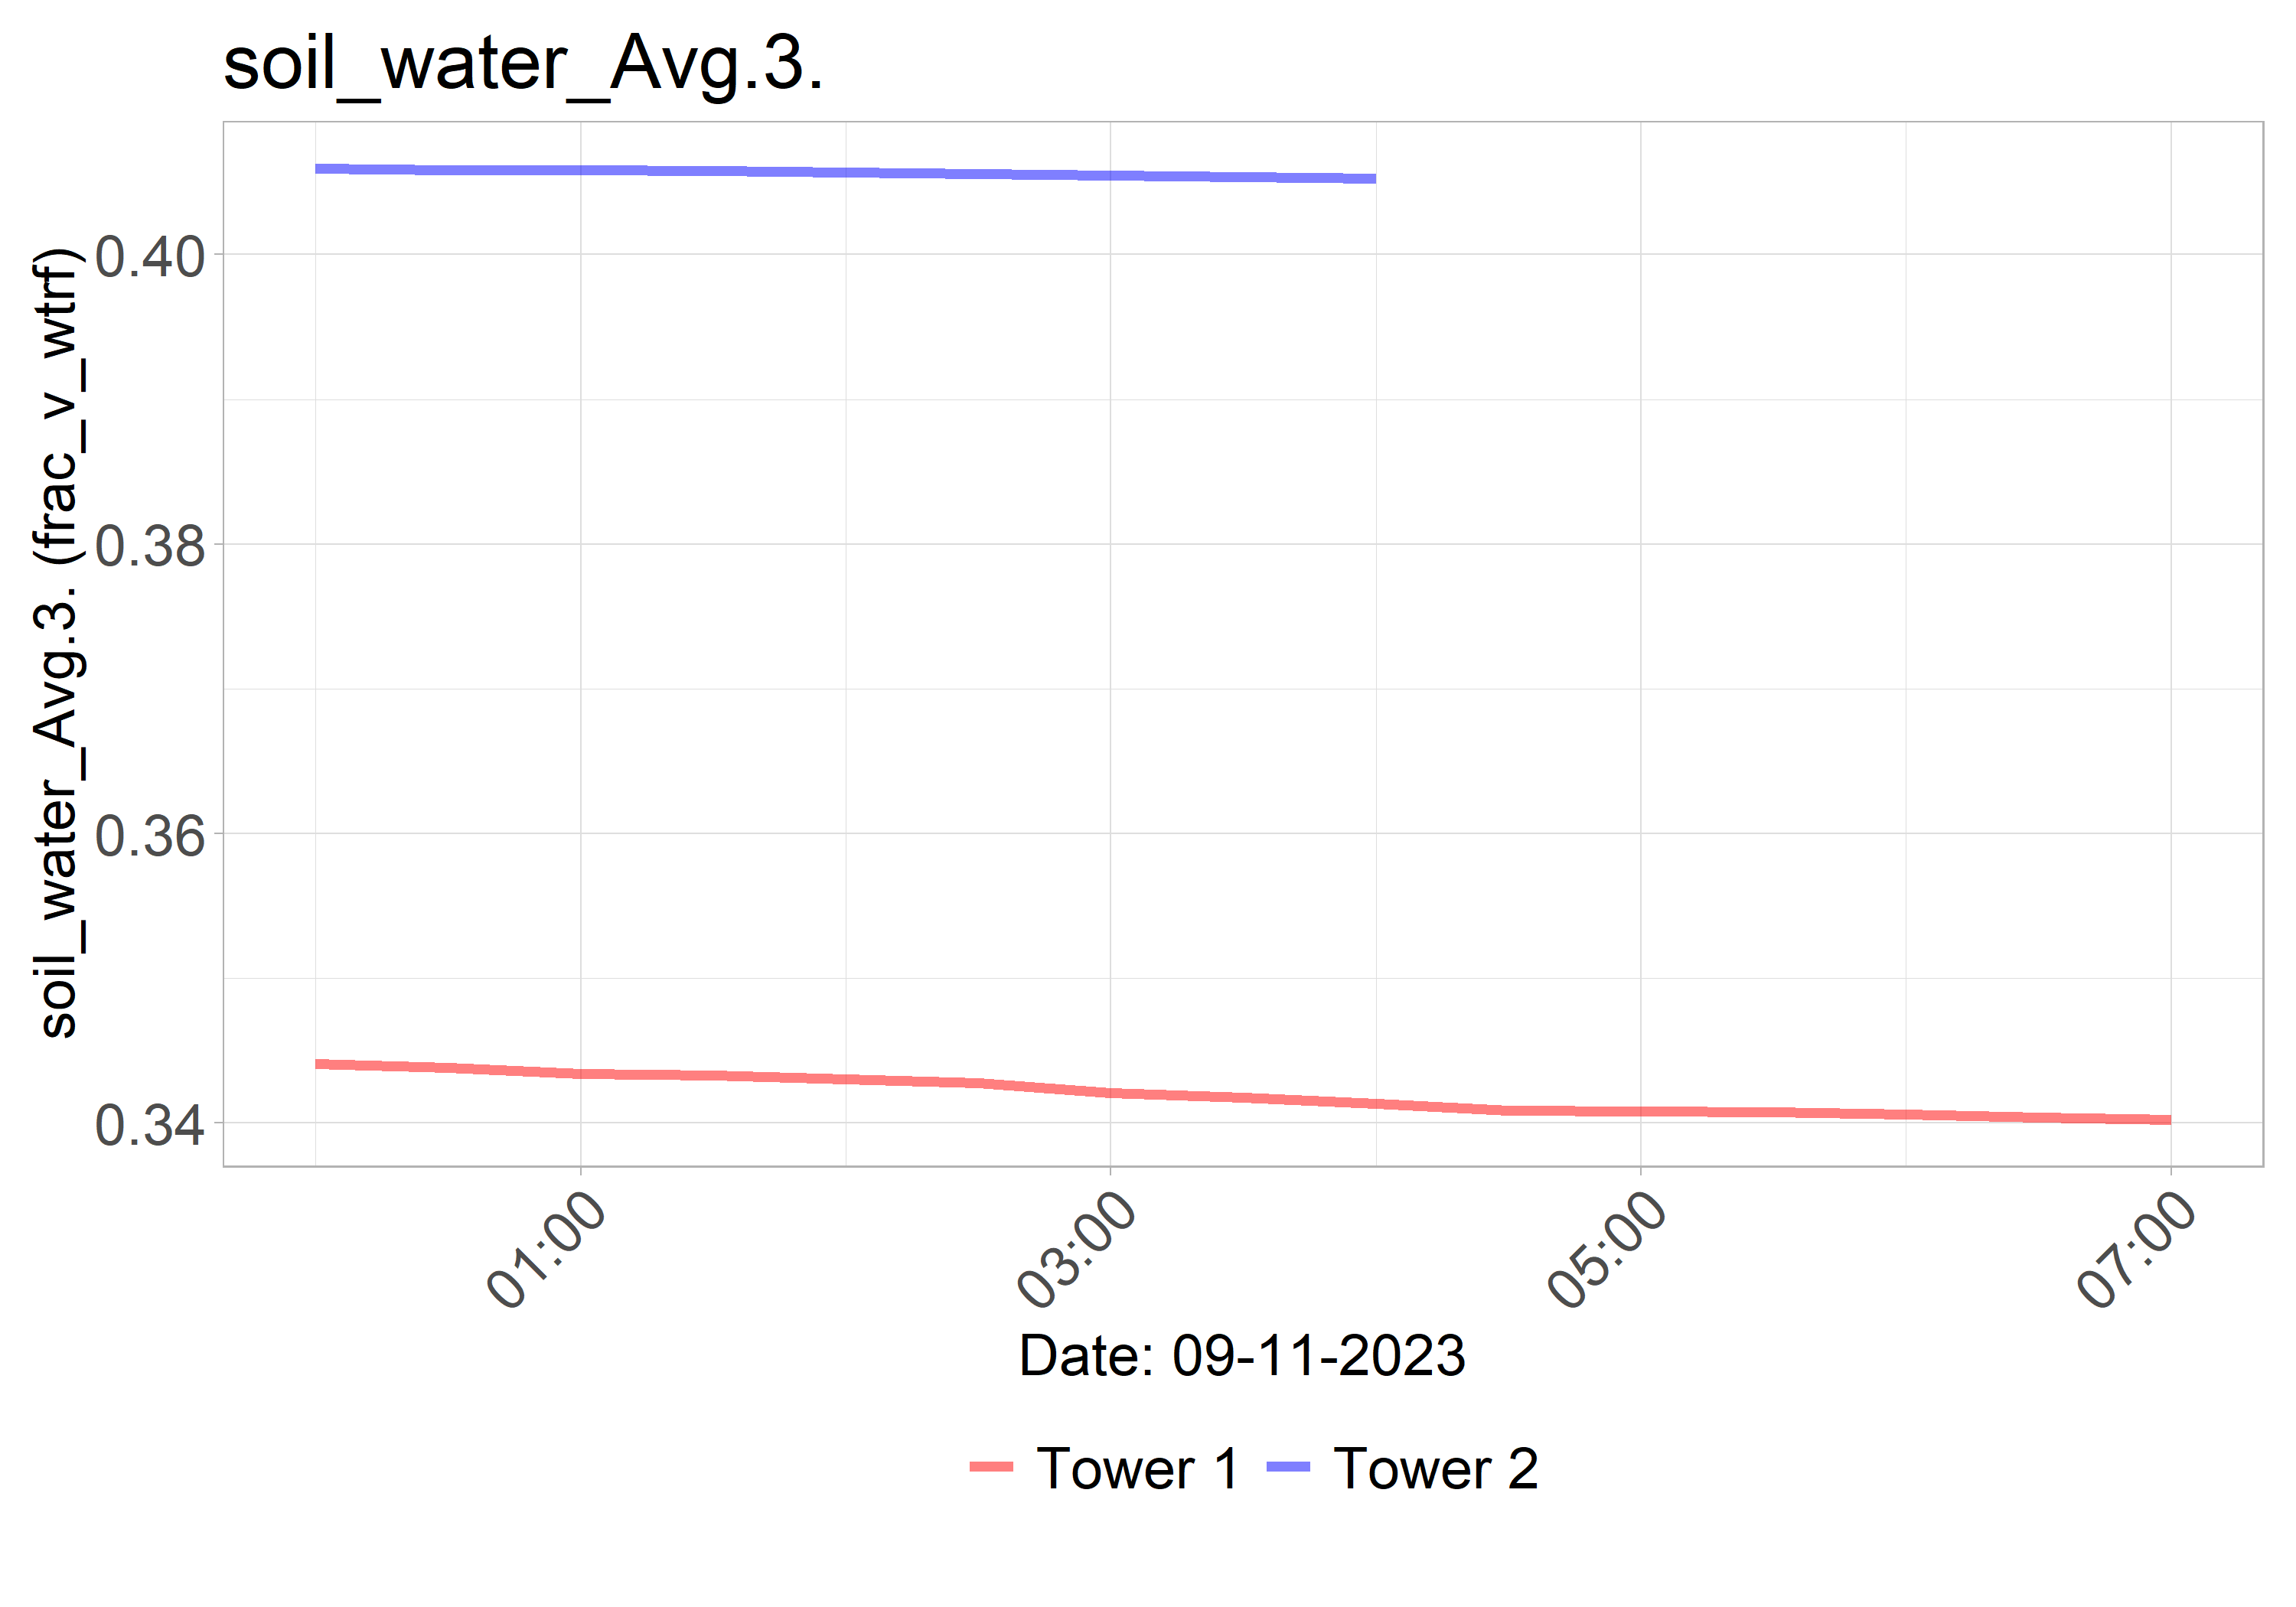 soil_water_Avg.3.
soil_water_Avg.3. (frac_v_wtrf)
0.40
0.38
0.36
0.34
01:00
03:00
05:00
07:00
Date: 09-11-2023
Tower 1
Tower 2